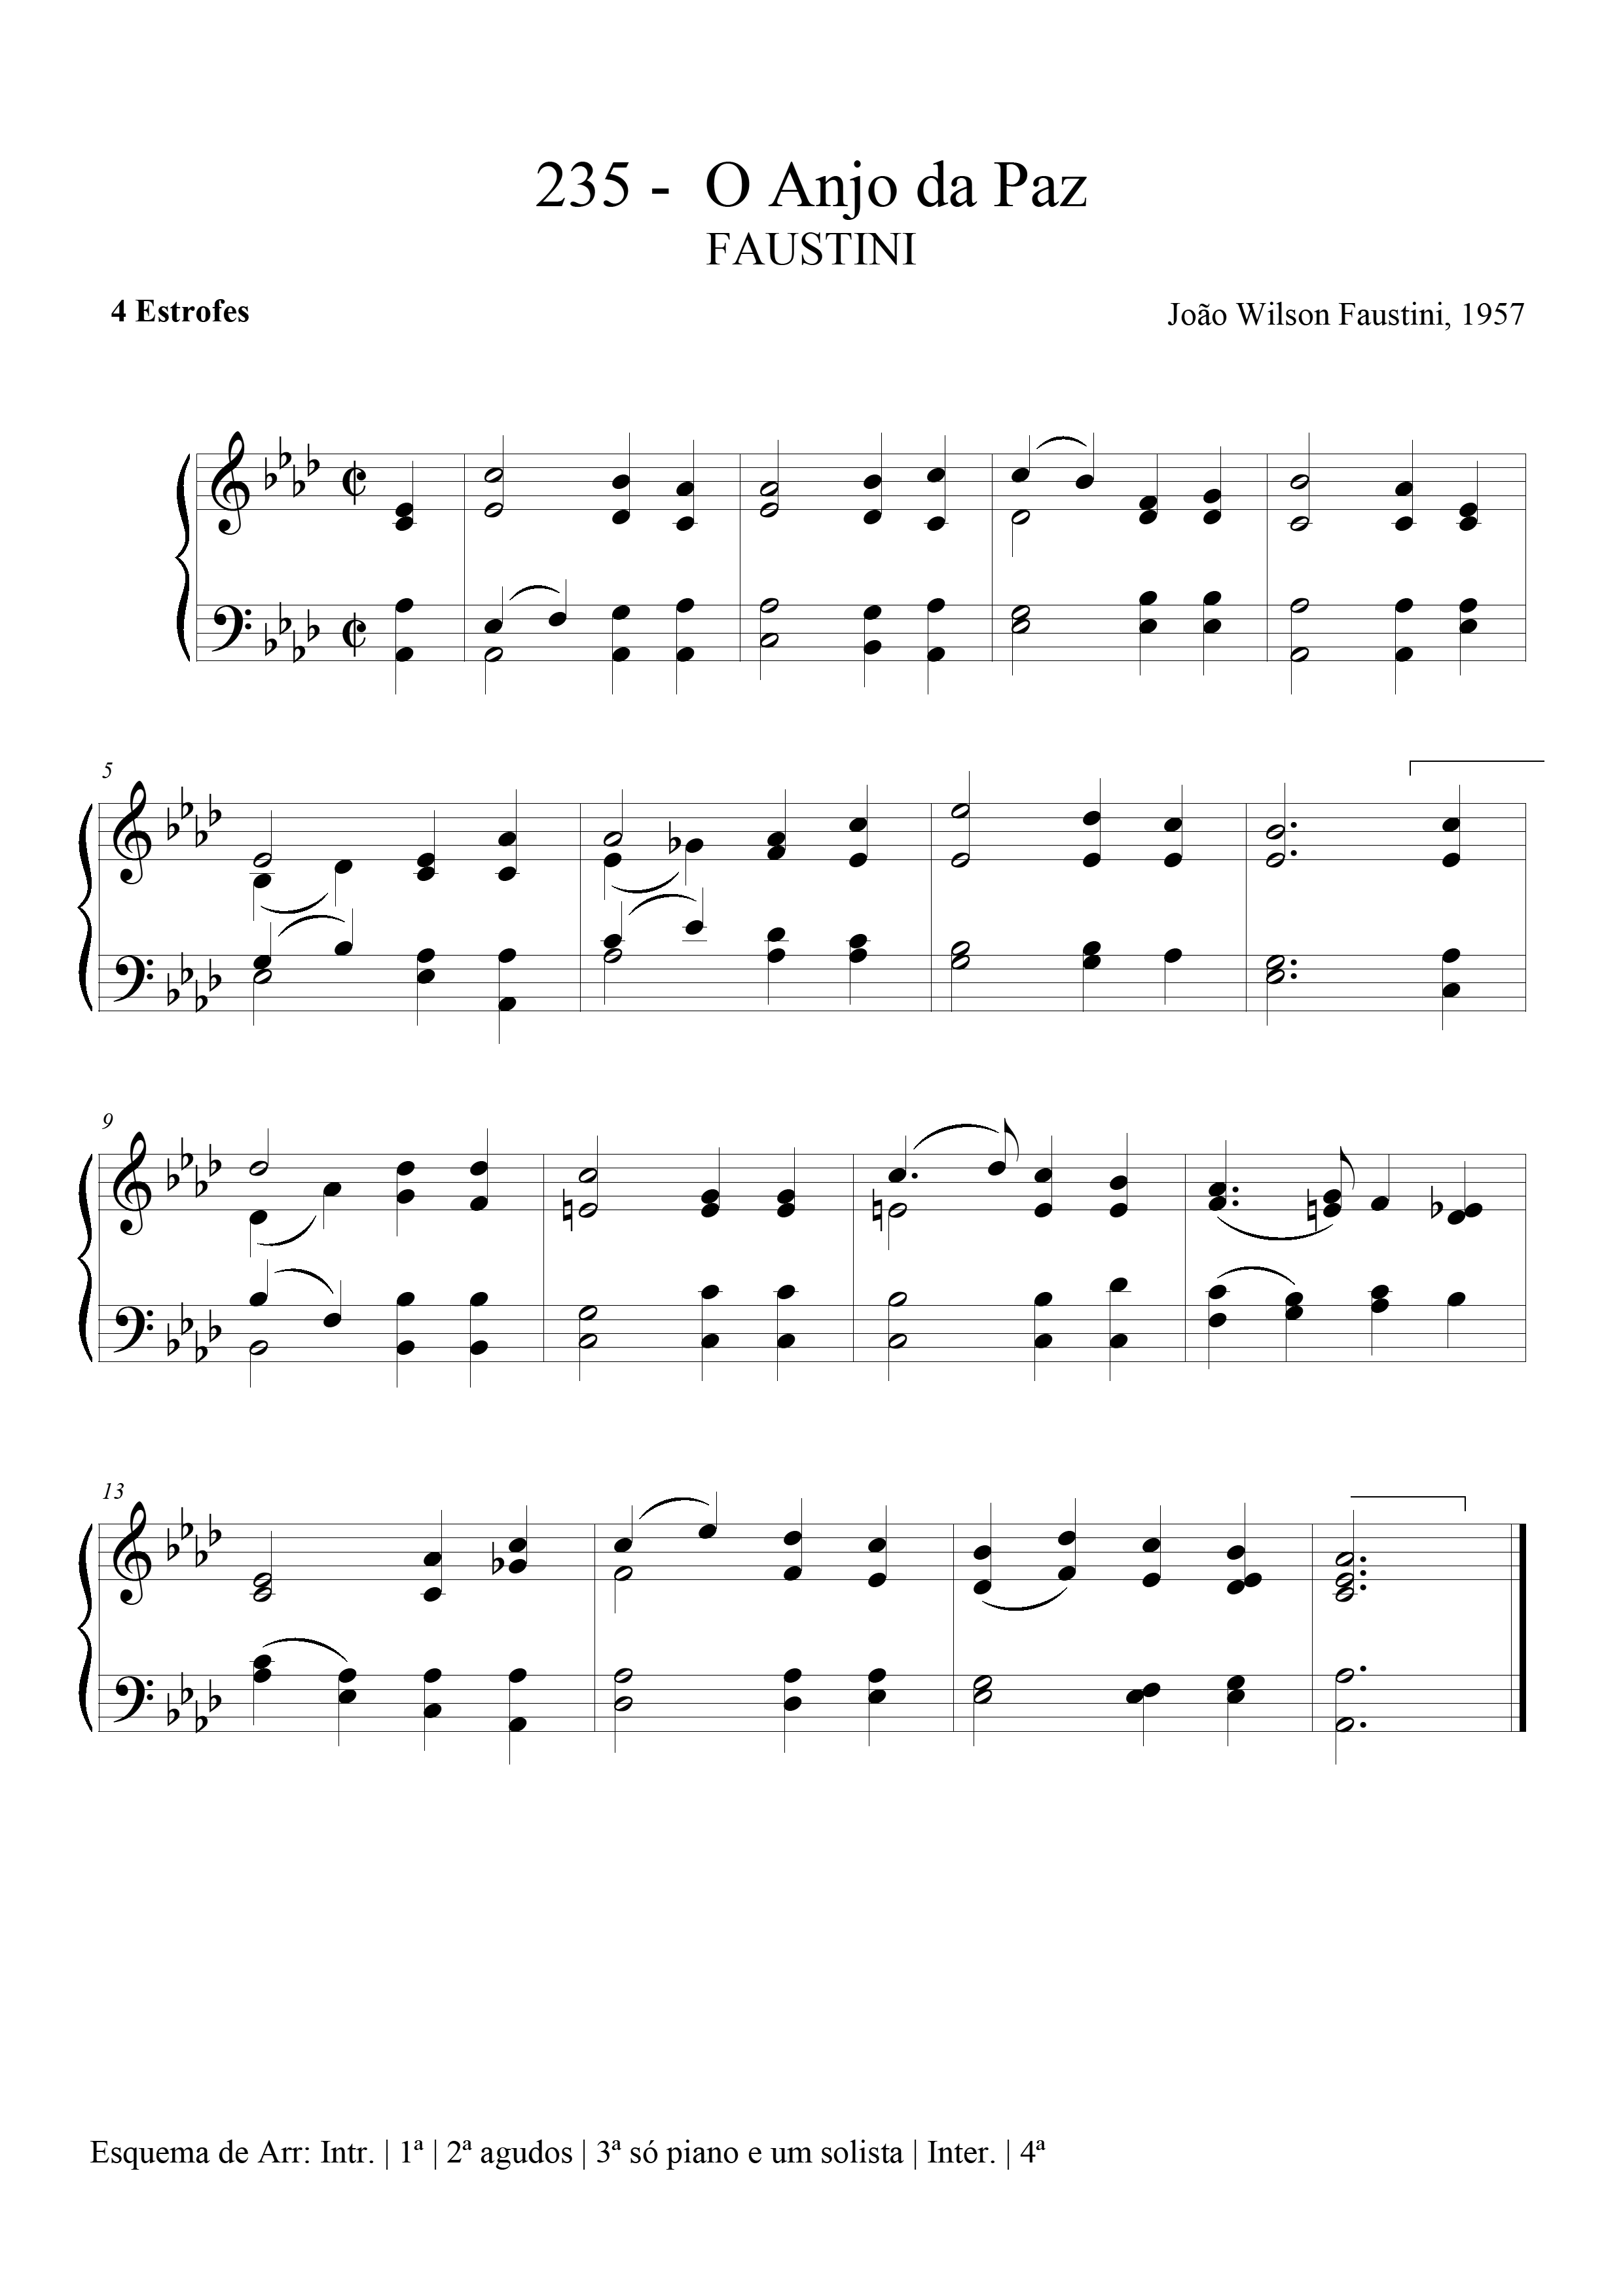 235 - O Anjo da Paz
FAUSTINI
4 Estrofes
João Wilson Faustini, 1957
5
9
13
Esquema de Arr: Intr. | 1ª | 2ª agudos | 3ª só piano e um solista | Inter. | 4ª